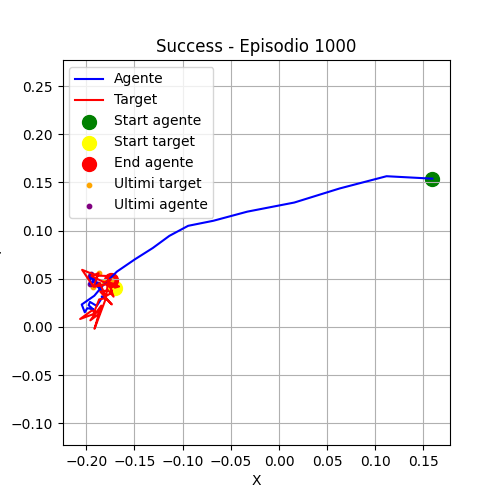 Success - Episodio 1000
Agente
Target
Start agente
Start target
End agente
Ultimi target
Ultimi agente
0.25
0.20
0.15
0.10
0.05
0.00
−0.05
−0.10
−0.20 −0.15 −0.10 −0.05 0.00 0.05 0.10 0.15
X